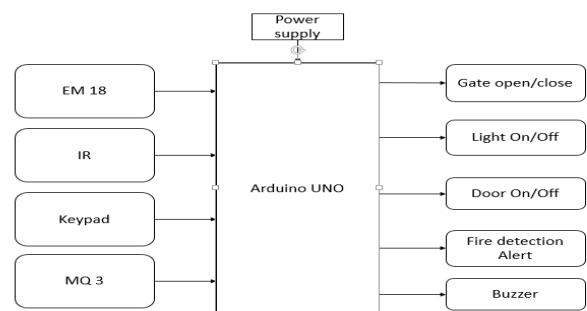 Power
supply
EM 18
IR
Keypad
MQ 3
Arduino UNO
Gate open/close
Light On/Off
Door On/Off
Fire detection
Alert
Buzzer